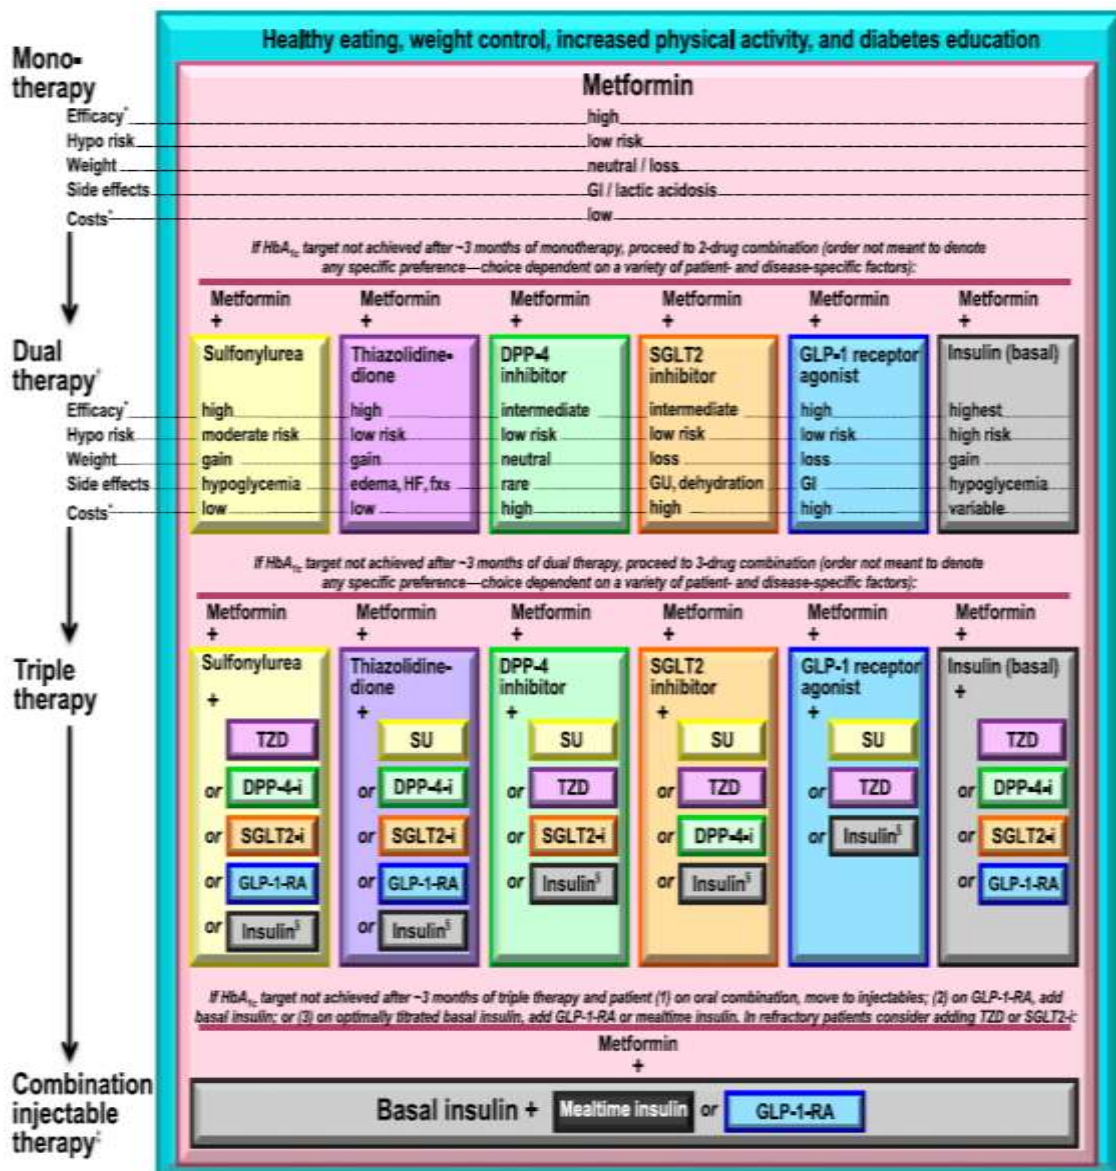 Healthy eating, weight control, increased physical activity, and diabetes education
Mono-
therapy
Metformin
Efficacy* high
Hypo risk low risk
Weight neutral / loss
Side effects GI / lactic acidosis
Costs* low
If HbA1c target not achieved after ~3 months of monotherapy, proceed to 2-drug combination (order not meant to denote
any specific preference—choice dependent on a variety of patient- and disease-specific factors):
Metformin Metformin Metformin Metformin Metformin Metformin
+ + + + + +
Dual
therapy†
Sulfonylurea Thiazolidine- DPP-4 SGLT2 GLP-1 receptor Insulin (basal)
dione inhibitor inhibitor agonist
Efficacy* high high intermediate intermediate high highest
Hypo risk moderate risk low risk low risk low risk low risk high risk
Weight gain gain neutral loss loss gain
Side effects hypoglycemia edema, HF, fxs rare GU, dehydration GI hypoglycemia
Costs* low low high high high variable
If HbA1c target not achieved after ~3 months of dual therapy, proceed to 3-drug combination (order not meant to denote
any specific preference—choice dependent on a variety of patient- and disease-specific factors):
Metformin Metformin Metformin Metformin Metformin Metformin
+ + + + + +
Triple
therapy
Sulfonylurea Thiazolidine- DPP-4 SGLT2 GLP-1 receptor Insulin (basal)
dione inhibitor inhibitor agonist
+ + + + + +
TZD SU SU SU SU TZD
or DPP-4-i or DPP-4-i or TZD or TZD or TZD or DPP-4-i
or SGLT2-i or SGLT2-i or SGLT2-i or DPP-4-i or Insulin§ or SGLT2-i
or GLP-1-RA or GLP-1-RA or Insulin§ or Insulin§ or GLP-1-RA
or Insulin§ or Insulin§
If HbA1c target not achieved after ~3 months of triple therapy and patient (1) on oral combination, move to injectables; (2) on GLP-1-RA, add
basal insulin; or (3) on optimally titrated basal insulin, add GLP-1-RA or mealtime insulin. In refractory patients consider adding TZD or SGLT2-i:
Metformin
+
Combination
injectable
therapy‡
Basal insulin + Mealtime insulin or GLP-1-RA